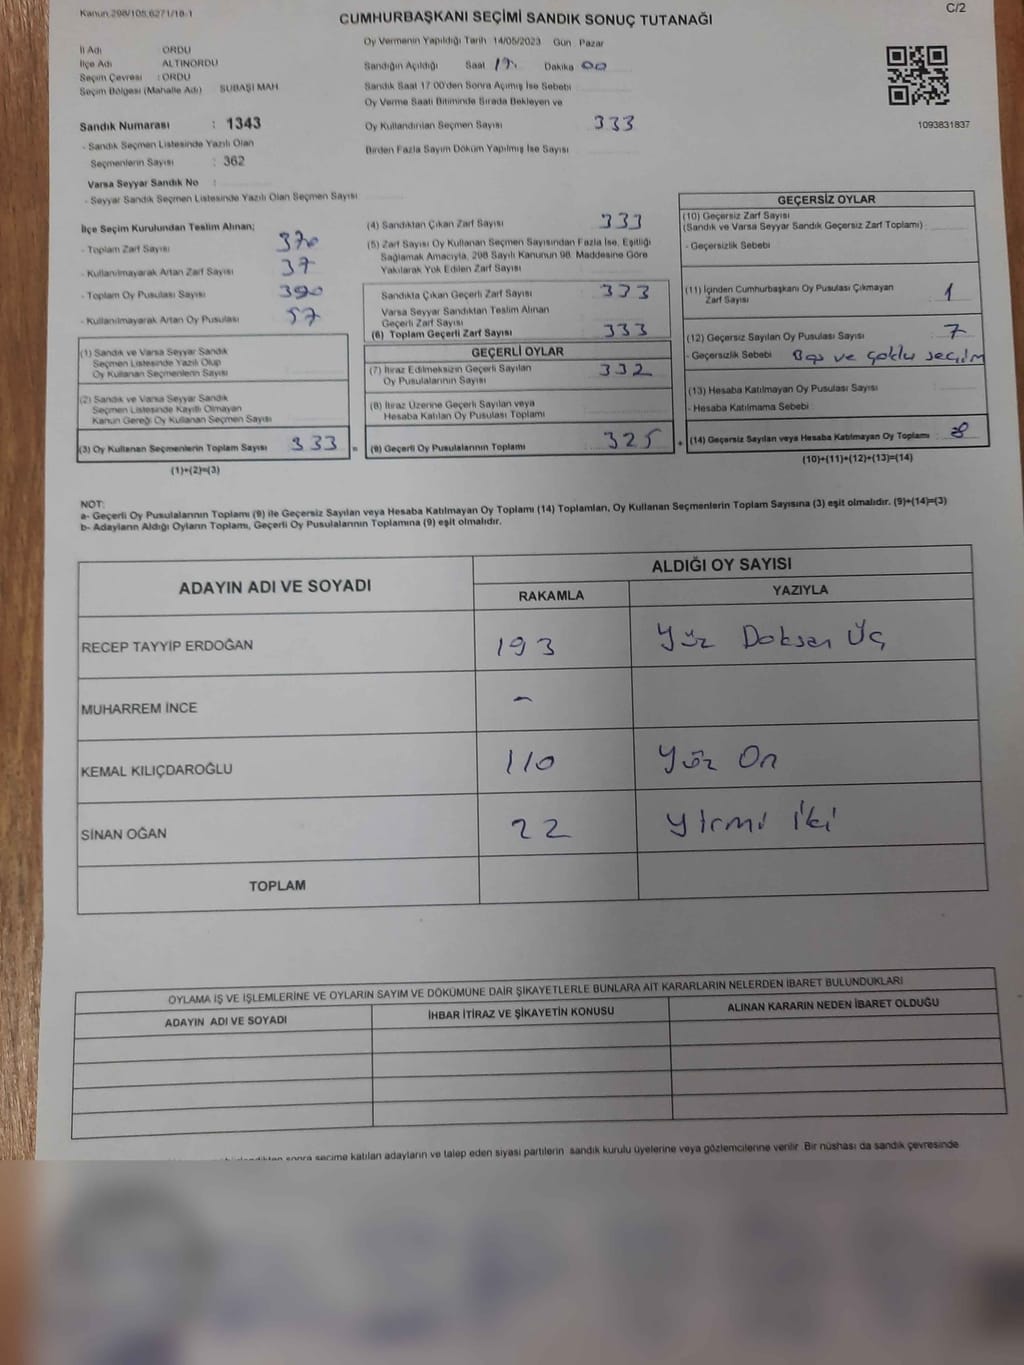 Kanun:298/105,6271/18-1
C/2
CUMHURBAŞKANI SEÇİMİ SANDIK SONUÇ TUTANAĞI
İl Adı ORDU
İlçe Adı ALTINORDU
Seçim Çevresi : ORDU
Seçim Bölgesi (Mahalle Adı) SUBAŞI MAH.
Sandık Numarası : 1343
- Sandık Seçmen Listesinde Yazılı Olan
Seçmenlerin Sayısı : 362
Varsa Seyyar Sandık No :
- Seyyar Sandık Seçmen Listesinde Yazılı Olan Seçmen Sayısı
Oy Vermenin Yapıldığı Tarih 14/05/2023 Gün Pazar
Sandığın Açıldığı Saat 17 Dakika 00
Sandık Saat 17:00'den Sonra Açımış İse Sebebi
Oy Verme Saati Bitiminde Sırada Bekleyen ve
Oy Kullandırılan Seçmen Sayısı 333
Birden Fazla Sayım Döküm Yapılmış İse Sayısı
1093831837
İlçe Seçim Kurulundan Teslim Alınan;
- Toplam Zarf Sayısı 370
- Kullanılmayarak Artan Zarf Sayısı 37
- Toplam Oy Pusulası Sayısı 390
- Kullanılmayarak Artan Oy Pusulası 57
(1) Sandık ve Varsa Seyyar Sandık
Seçmen Listesinde Yazılı Olup
Oy Kullanan Seçmenlerin Sayısı
(2) Sandık ve Varsa Seyyar Sandık
Seçmen Listesinde Kayıtlı Olmayan
Kanun Gereği Oy Kullanan Seçmen Sayısı
(3) Oy Kullanan Seçmenlerin Toplam Sayısı 333 =
(1)+(2)=(3)
(4) Sandıktan Çıkan Zarf Sayısı 333
(5) Zarf Sayısı Oy Kullanan Seçmen Sayısından Fazla İse, Eşitliği
Sağlamak Amacıyla, 298 Sayılı Kanunun 98. Maddesine Göre
Yakılarak Yok Edilen Zarf Sayısı
Sandıkta Çıkan Geçerli Zarf Sayısı 333
Varsa Seyyar Sandıktan Teslim Alınan
Geçerli Zarf Sayısı
(6) Toplam Geçerli Zarf Sayısı 333
GEÇERLİ OYLAR
(7) İtiraz Edilmeksizin Geçerli Sayılan
Oy Pusulalarının Sayısı 332
(8) İtiraz Üzerine Geçerli Sayılan veya
Hesaba Katılan Oy Pusulası Toplamı
(9) Geçerli Oy Pusulalarının Toplamı 325 +
GEÇERSİZ OYLAR
(10) Geçersiz Zarf Sayısı
(Sandık ve Varsa Seyyar Sandık Geçersiz Zarf Toplamı) :
- Geçersizlik Sebebi
(11) İçinden Cumhurbaşkanı Oy Pusulası Çıkmayan
Zarf Sayısı 1
(12) Geçersiz Sayılan Oy Pusulası Sayısı 7
- Geçersizlik Sebebi Boş ve çoklu seçim
(13) Hesaba Katılmayan Oy Pusulası Sayısı
- Hesaba Katılmama Sebebi
(14) Geçersiz Sayılan veya Hesaba Katılmayan Oy Toplamı 8
(10)+(11)+(12)+(13)=(14)
NOT:
a- Geçerli Oy Pusulalarının Toplamı (9) ile Geçersiz Sayılan veya Hesaba Katılmayan Oy Toplamı (14) Toplamları, Oy Kullanan Seçmenlerin Toplam Sayısına (3) eşit olmalıdır. (9)+(14)=(3)
b- Adayların Aldığı Oyların Toplamı, Geçerli Oy Pusulalarının Toplamına (9) eşit olmalıdır.
ADAYIN ADI VE SOYADI
ALDIĞI OY SAYISI
RAKAMLA YAZIYLA
RECEP TAYYİP ERDOĞAN 193 Yüz Doksan Üç
MUHARREM İNCE -
KEMAL KILIÇDAROĞLU 110 Yüz On
SİNAN OĞAN 22 Yirmi İki
TOPLAM
OYLAMA İŞ VE İŞLEMLERİNE VE OYLARIN SAYIM VE DÖKÜMÜNE DAİR ŞİKAYETLERLE BUNLARA AİT KARARLARIN NELERDEN İBARET BULUNDUKLARI
ADAYIN ADI VE SOYADI İHBAR İTİRAZ VE ŞİKAYETİN KONUSU ALINAN KARARIN NEDEN İBARET OLDUĞU
sonra seçime katılan adayların ve talep eden siyasi partilerin sandık kurulu üyelerine veya gözlemcilerine verilir. Bir nüshası da sandık çevresinde